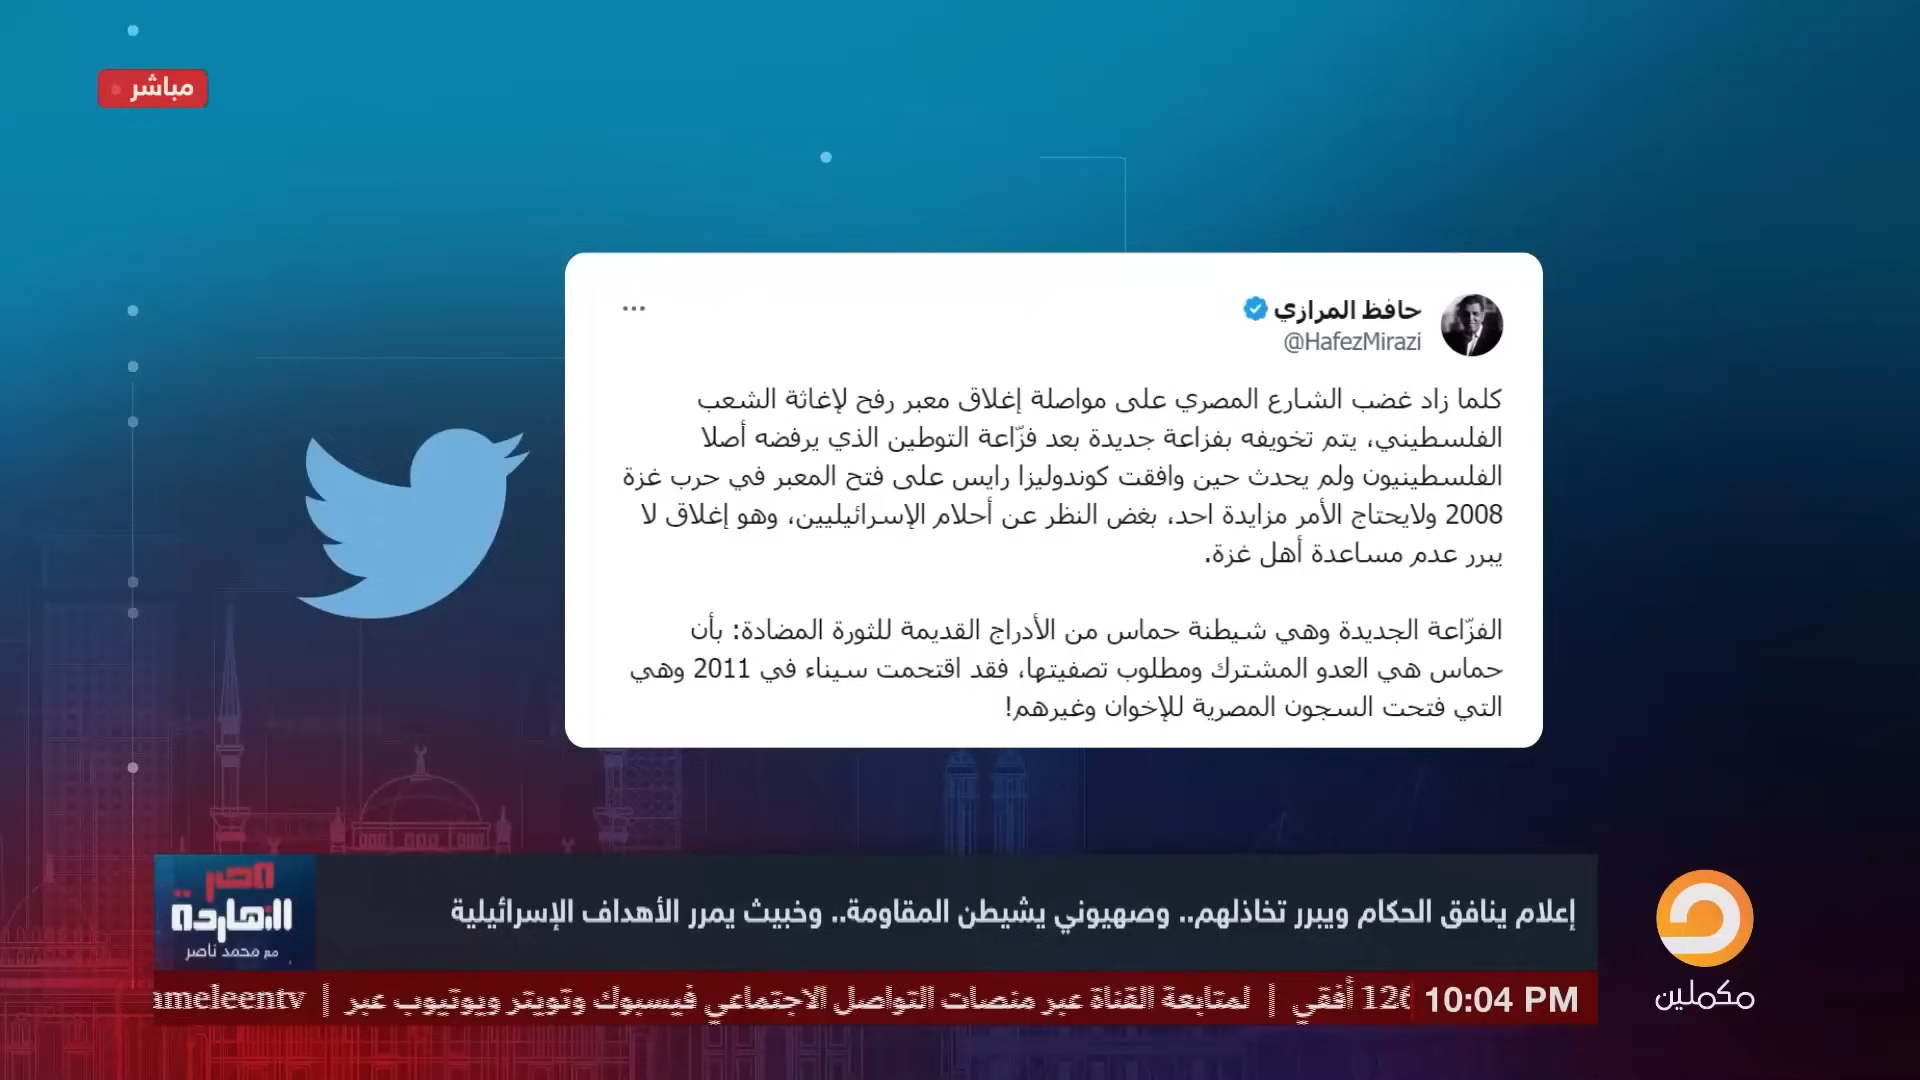 مباشر
حافظ المرازي
@HafezMirazi
كلما زاد غضب الشارع المصري على مواصلة إغلاق معبر رفح لإغاثة الشعب
الفلسطيني، يتم تخويفه بفزاعة جديدة بعد فزّاعة التوطين الذي يرفضه أصلا
الفلسطينيون ولم يحدث حين وافقت كوندوليزا رايس على فتح المعبر في حرب غزة
2008 ولايحتاج الأمر مزايدة احد، بغض النظر عن أحلام الإسرائيليين، وهو إغلاق لا
يبرر عدم مساعدة أهل غزة.
الفزّاعة الجديدة وهي شيطنة حماس من الأدراج القديمة للثورة المضادة: بأن
حماس هي العدو المشترك ومطلوب تصفيتها، فقد اقتحمت سيناء في 2011 وهي
التي فتحت السجون المصرية للإخوان وغيرهم!
إعلام ينافق الحكام ويبرر تخاذلهم.. وصهيوني يشيطن المقاومة.. وخبيث يمرر الأهداف الإسرائيلية
مصر
النهاردة
مع محمد ناصر
10:04 PM
126 أفقي | لمتابعة القناة عبر منصات التواصل الاجتماعي فيسبوك وتويتر ويوتيوب عبر | ameleentv
مكملين